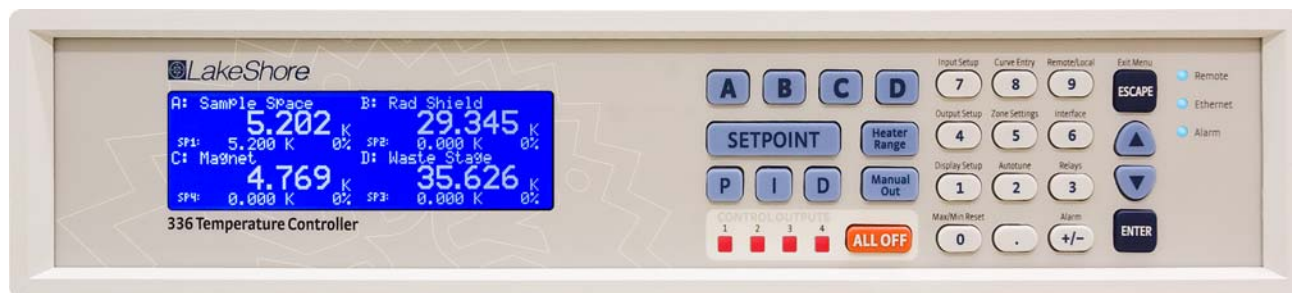 LakeShore
A: Sample Space B: Rad Shield
5.202 K 29.345 K
SP1: 5.200 K 0% SP2: 0.000 K 0%
C: Magnet D: Waste Stage
4.769 K 35.626 K
SP4: 0.000 K 0% SP3: 0.000 K 0%
336 Temperature Controller
A B C D
SETPOINT Heater Range
P I D Manual Out
CONTROL OUTPUTS
1 2 3 4
ALL OFF
Input Setup Curve Entry Remote/Local Exit Menu
7 8 9 ESCAPE
Output Setup Zone Settings Interface
4 5 6
Display Setup Autotune Relays
1 2 3
Max/Min Reset Alarm
0 . +/- ENTER
Remote
Ethernet
Alarm